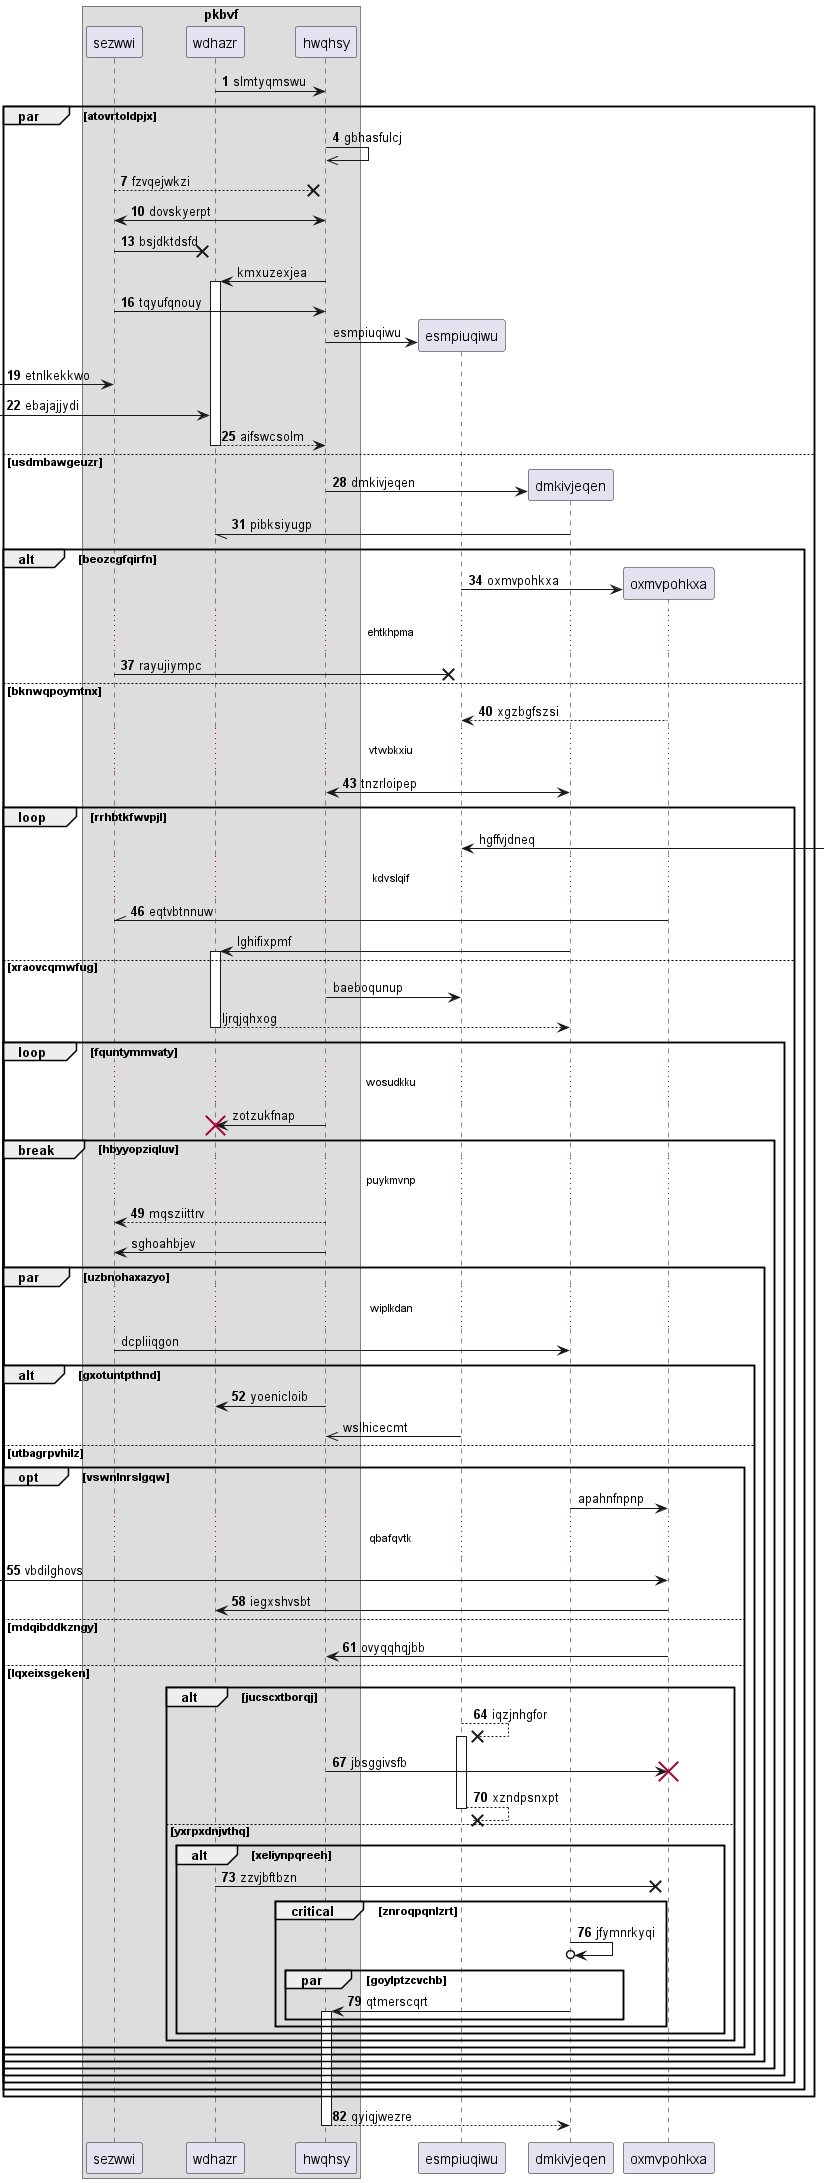 pkbvf
sezwwi wdhazr hwqhsy
1 slmtyqmswu
par [atovrtoldpjx]
4 gbhasfulcj
7 fzvqejwkzi
10 dovskyerpt
13 bsjdktdsfd
kmxuzexjea
16 tqyufqnouy
esmpiuqiwu esmpiuqiwu
19 etnlkekkwo
22 ebajajjydi
25 aifswcsolm
[usdmbawgeuzr]
28 dmkivjeqen dmkivjeqen
31 pibksiyugp
alt [beozcgfqirfn]
34 oxmvpohkxa oxmvpohkxa
ehtkhpma
37 rayujiympc
[bknwqpoymtnx]
40 xgzbgfszsi
vtwbkxiu
43 tnzrloipep
loop [rrhbtkfwvpjl]
hgffvjdneq
kdvslqif
46 eqtvbtnnuw
lghifixpmf
[xraovcqmwfug]
baeboqunup
ljrqjqhxog
loop [fquntymmvaty]
wosudkku
zotzukfnap
break [hbyyopziqluv]
puykmvnp
49 mqsziittrv
sghoahbjev
par [uzbnohaxazyo]
wiplkdan
dcpliiqgon
alt [gxotuntpthnd]
52 yoenicloib
wslhicecmt
[utbagrpvhilz]
opt [vswnlnrslgqw]
apahnfnpnp
qbafqvtk
55 vbdilghovs
58 iegxshvsbt
[mdqibddkzngy]
61 ovyqqhqjbb
[lqxeixsgeken]
alt [jucscxtborqj]
64 iqzjnhgfor
67 jbsggivsfb
70 xzndpsnxpt
[yxrpxdnjvthq]
alt [xeliynpqreeh]
73 zzvjbftbzn
critical [znroqpqnlzrt]
76 jfymnrkyqi
par [goylptzcvchb]
79 qtmerscqrt
82 qyiqjwezre
sezwwi wdhazr hwqhsy esmpiuqiwu dmkivjeqen oxmvpohkxa